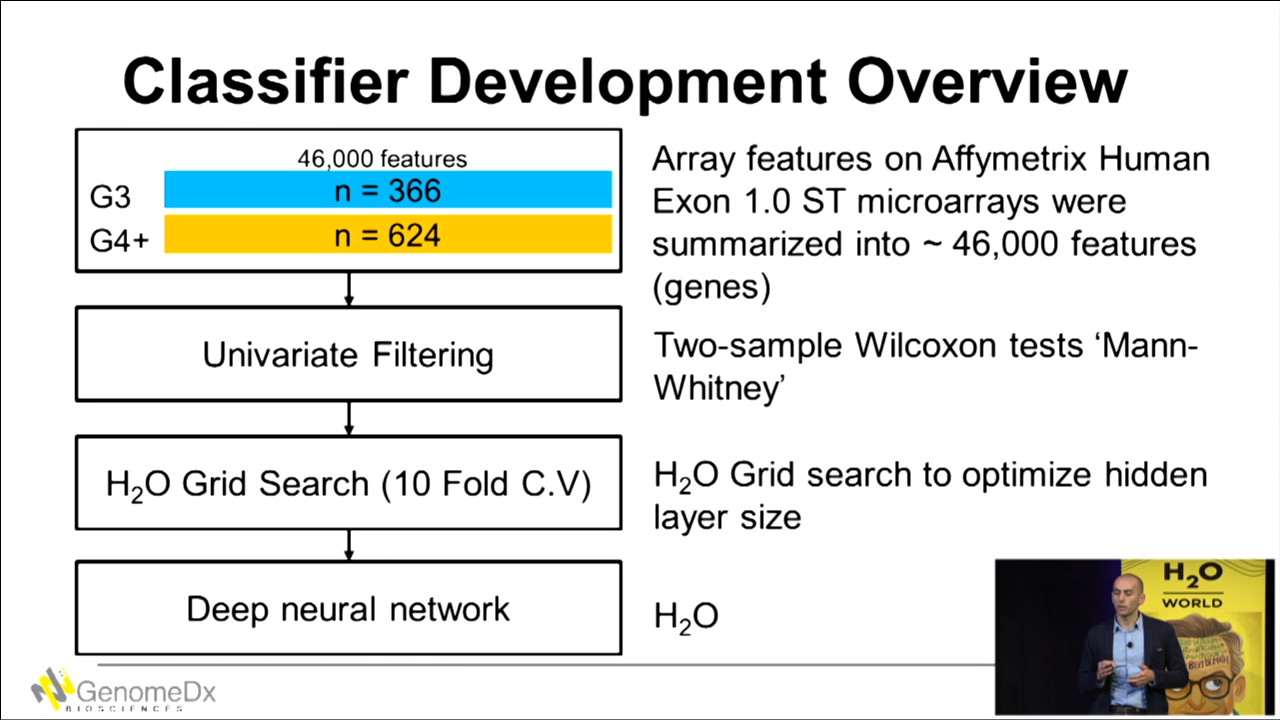 Classifier Development Overview
46,000 features
G3
n = 366
G4+
n = 624
Array features on Affymetrix Human
Exon 1.0 ST microarrays were
summarized into ~ 46,000 features
(genes)
Univariate Filtering
Two-sample Wilcoxon tests ‘Mann-
Whitney’
H₂O Grid Search (10 Fold C.V)
H₂O Grid search to optimize hidden
layer size
Deep neural network
H₂O
GenomeDx
BIOSCIENCES
H₂O
WORLD